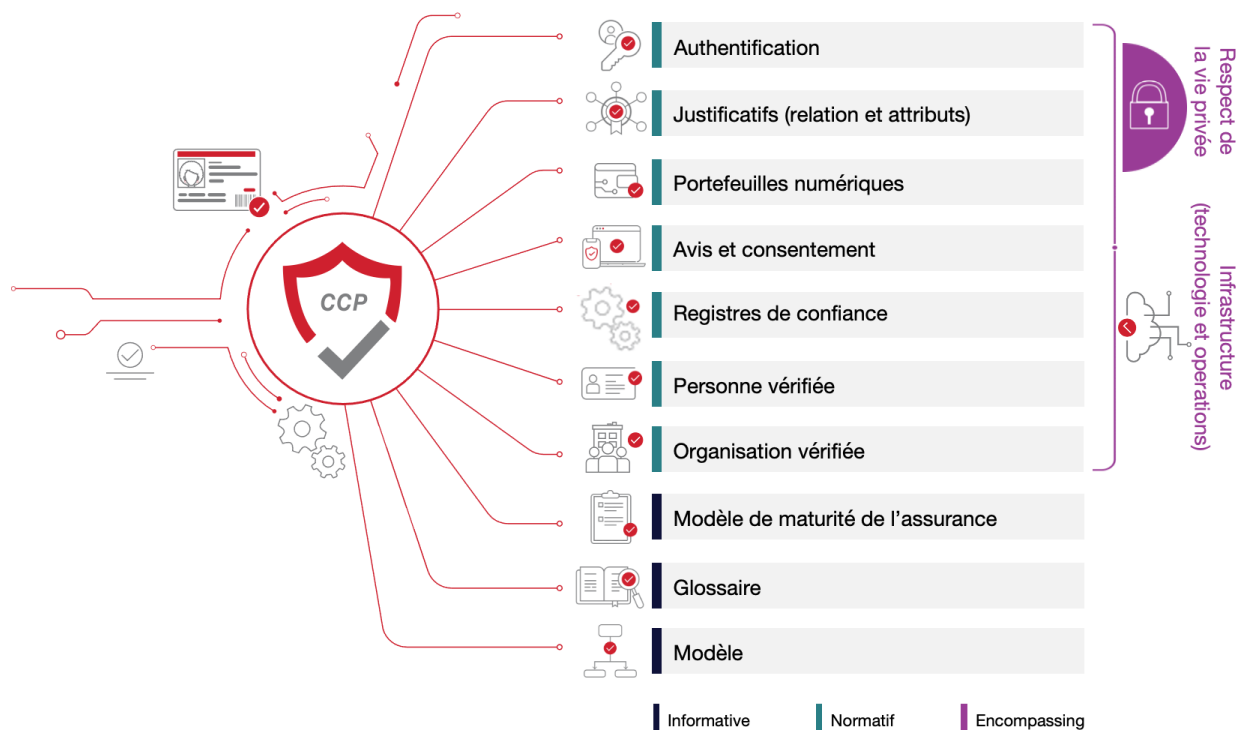 CCP
Authentification
Justificatifs (relation et attributs)
Portefeuilles numériques
Avis et consentement
Registres de confiance
Personne vérifiée
Organisation vérifiée
Modèle de maturité de l’assurance
Glossaire
Modèle
Respect de
la vie privée
Infrastructure
(technologie et operations)
Informative
Normatif
Encompassing